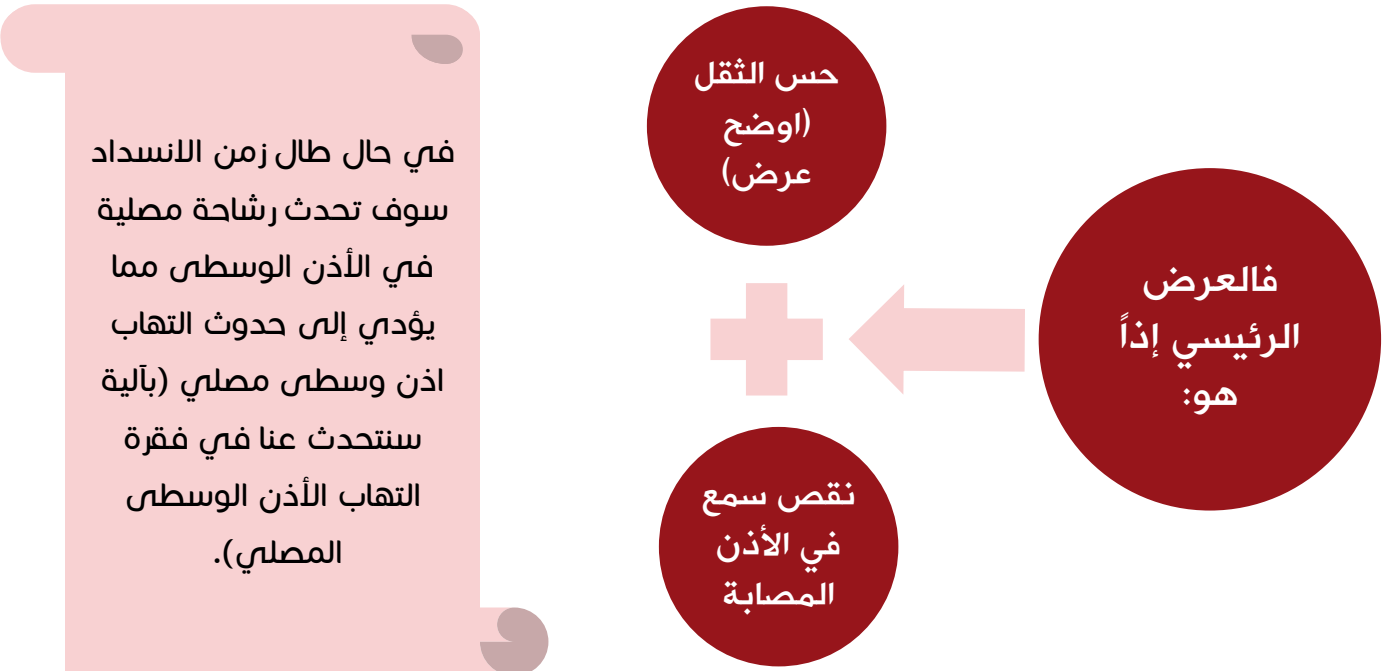 فالعرض
الرئيسي إذاً
هو:
حس الثقل
(اوضح
عرض)
نقص سمع
في الأذن
المصابة
في حال طال زمن الانسداد
سوف تحدث رشاحة مصلية
في الأذن الوسطى مما
يؤدي إلى حدوث التهاب
اذن وسطى مصلي (بآلية
سنتحدث عنا في فقرة
التهاب الأذن الوسطى
المصلي).